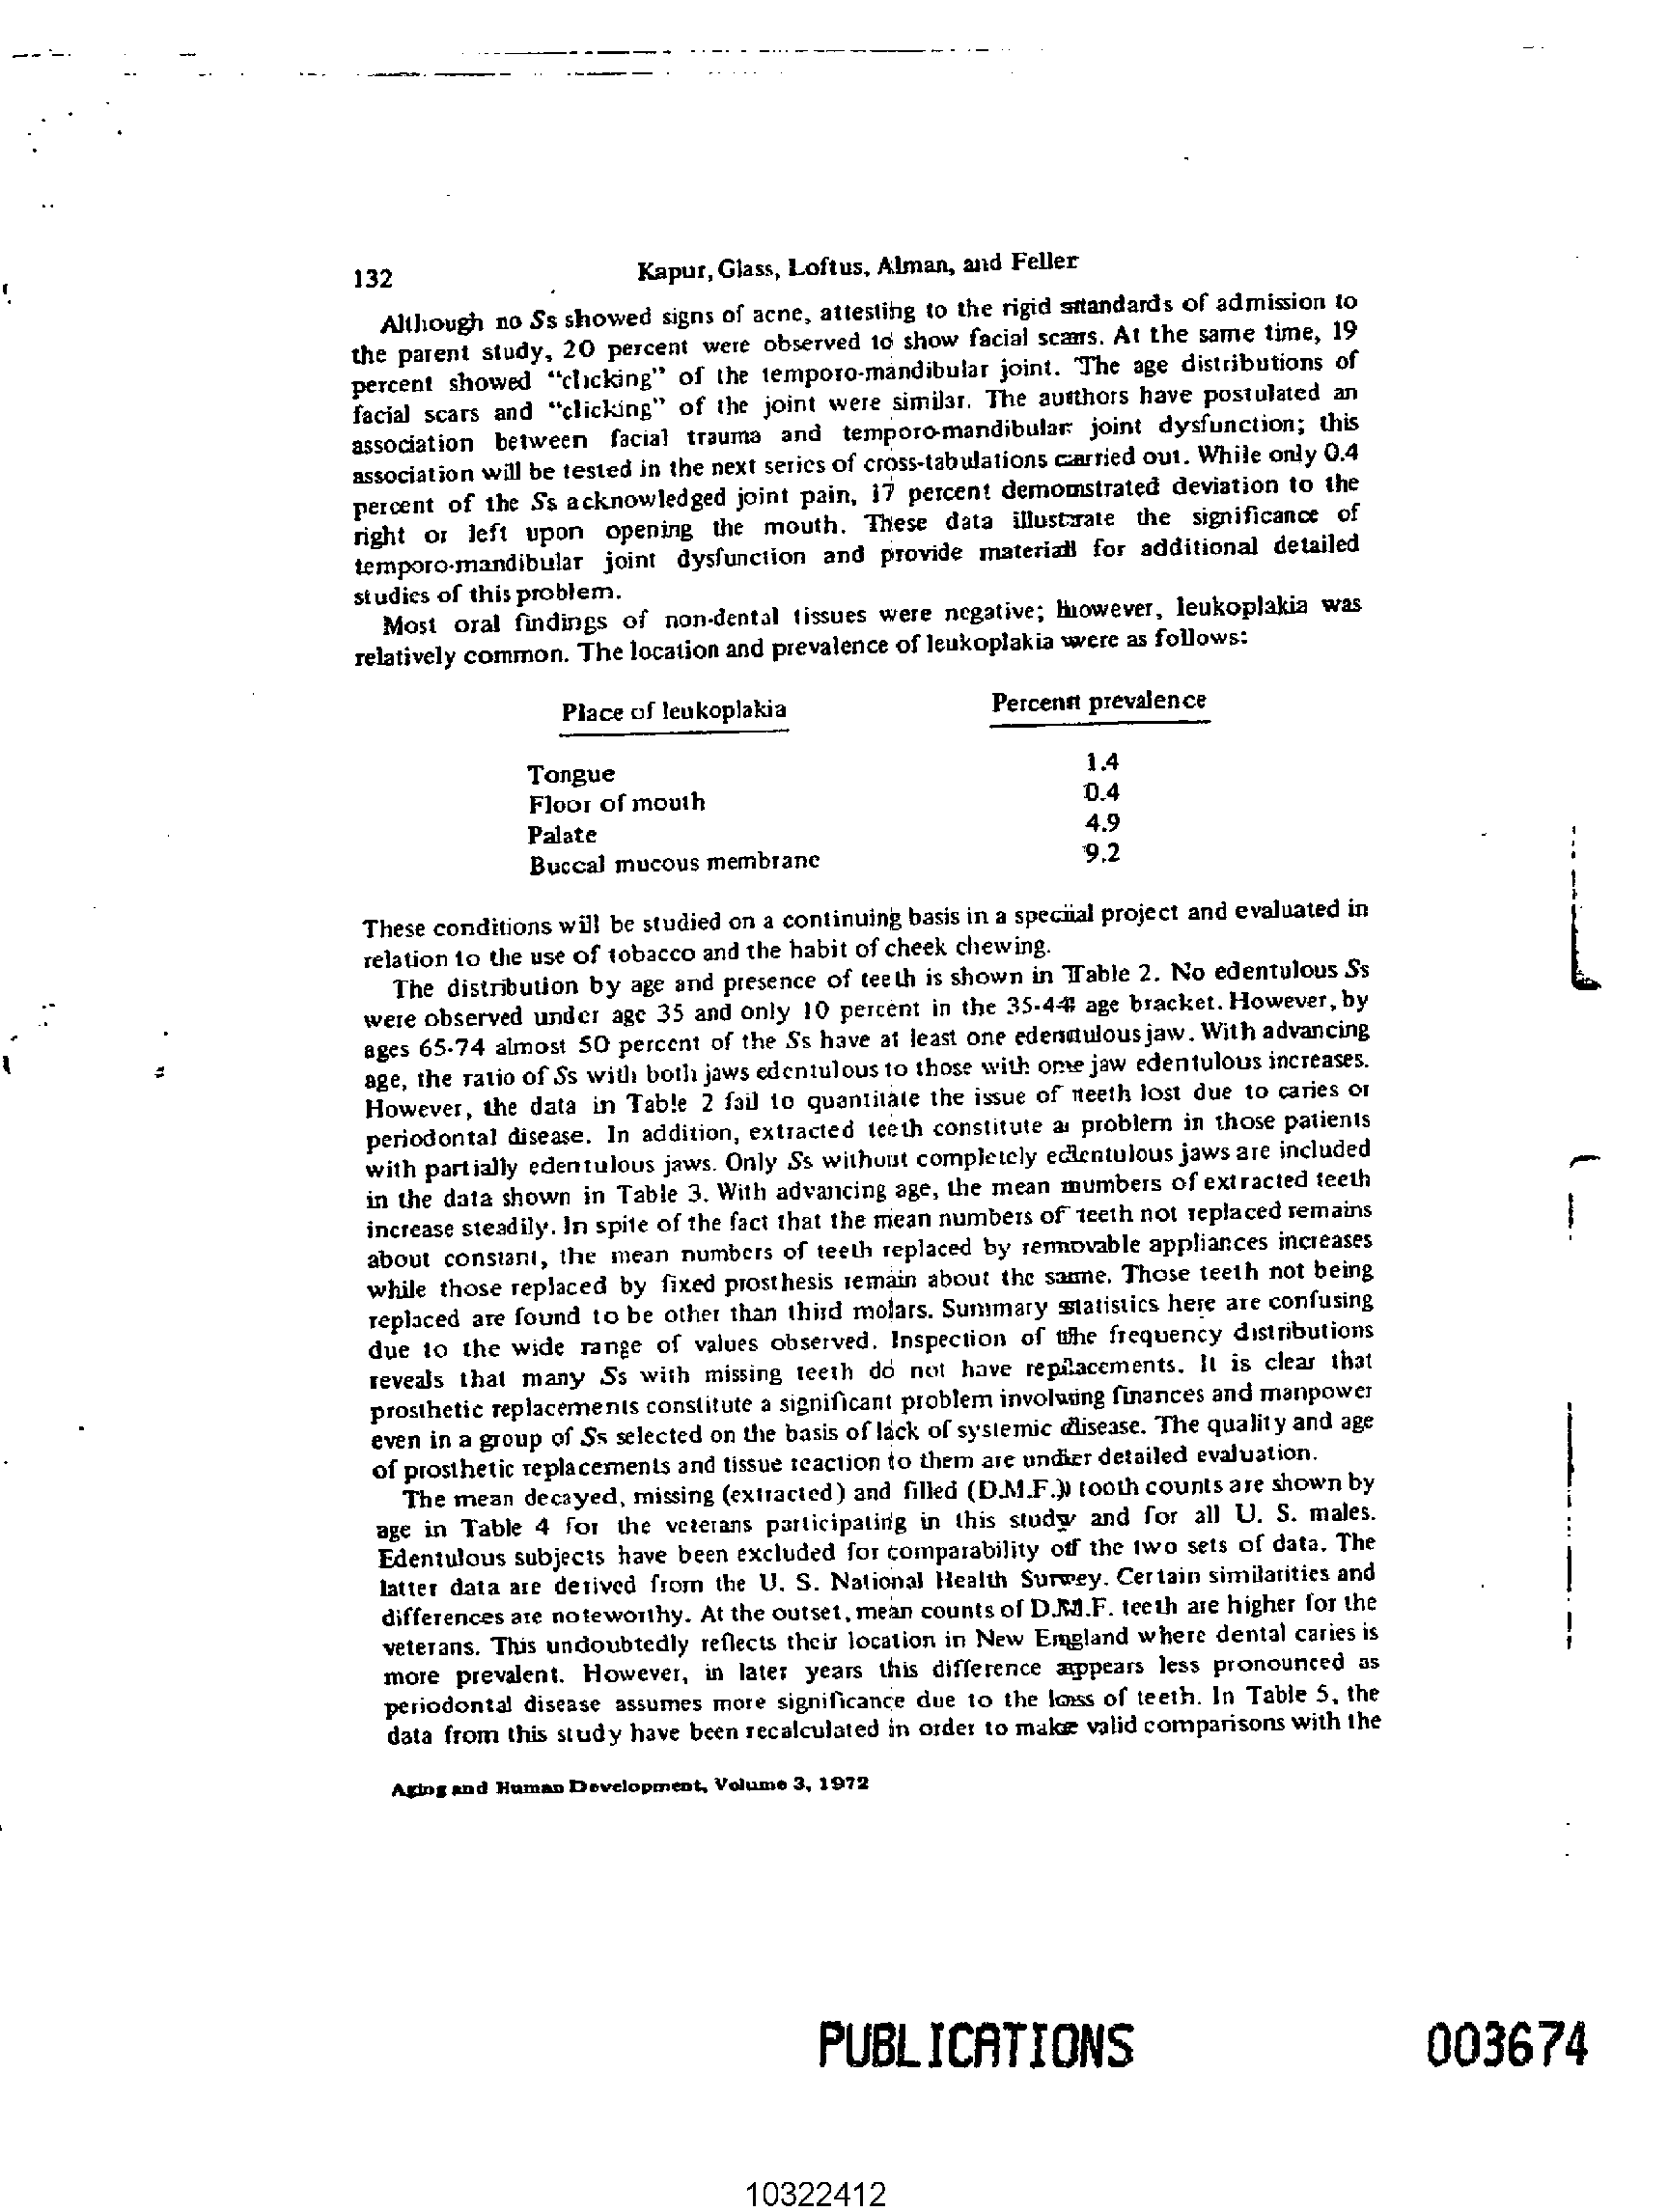 132
Kapur, Glass, Loftus, Alman, and Feller
Although no Ss showed signs of acne, attesting to the rigid standards of admission to
the parent study, 20 percent were observed to show facial scars. At the same time, 19
percent showed "clicking" of the temporo-mandibular joint. The age distributions of
facial scars and "clicking" of the joint were similar. The authors have postulated an
association between facial trauma and temporo-mandibular joint dysfunction; this
association will be tested in the next series of cross-tabulations carried out. While only 0.4
percent of the Ss acknowledged joint pain, 17 percent demonstrated deviation to the
right or left upon opening the mouth. These data illustrate the significance of
temporo-mandibular joint dysfunction and provide material for additional detailed
studies of this problem.
Most oral findings of non-dental tissues were negative; however, leukoplakia was
relatively common. The location and prevalence of leukoplakia were as follows:
Place of leukoplakia Percent prevalence
Tongue 1.4
Floor of mouth 0.4
Palate 4.9
Buccal mucous membrane 9.2
These conditions will be studied on a continuing basis in a special project and evaluated in
relation to the use of tobacco and the habit of cheek chewing.
The distribution by age and presence of teeth is shown in Table 2. No edentulous Ss
were observed under age 35 and only 10 percent in the 35-44 age bracket. However, by
ages 65-74 almost 50 percent of the Ss have at least one edentulous jaw. With advancing
age, the ratio of Ss with both jaws edentulous to those with one jaw edentulous increases.
However, the data in Table 2 fail to quantitate the issue of teeth lost due to caries or
periodontal disease. In addition, extracted teeth constitute a problem in those patients
with partially edentulous jaws. Only Ss without completely edentulous jaws are included
in the data shown in Table 3. With advancing age, the mean numbers of extracted teeth
increase steadily. In spite of the fact that the mean numbers of teeth not replaced remains
about constant, the mean numbers of teeth replaced by removable appliances increases
while those replaced by fixed prosthesis remain about the same. Those teeth not being
replaced are found to be other than third molars. Summary statistics here are confusing
due to the wide range of values observed. Inspection of the frequency distributions
reveals that many Ss with missing teeth do not have replacements. It is clear that
prosthetic replacements constitute a significant problem involving finances and manpower
even in a group of Ss selected on the basis of lack of systemic disease. The quality and age
of prosthetic replacements and tissue reaction to them are under detailed evaluation.
The mean decayed, missing (extracted) and filled (D.M.F.) tooth counts are shown by
age in Table 4 for the veterans participating in this study and for all U. S. males.
Edentulous subjects have been excluded for comparability of the two sets of data. The
latter data are derived from the U. S. National Health Survey. Certain similarities and
differences are noteworthy. At the outset, mean counts of D.M.F. teeth are higher for the
veterans. This undoubtedly reflects their location in New England where dental caries is
more prevalent. However, in later years this difference appears less pronounced as
periodontal disease assumes more significance due to the loss of teeth. In Table 5, the
data from this study have been recalculated in order to make valid comparisons with the
Aging and Human Development, Volume 3, 1972
PUBLICATIONS 003674
10322412